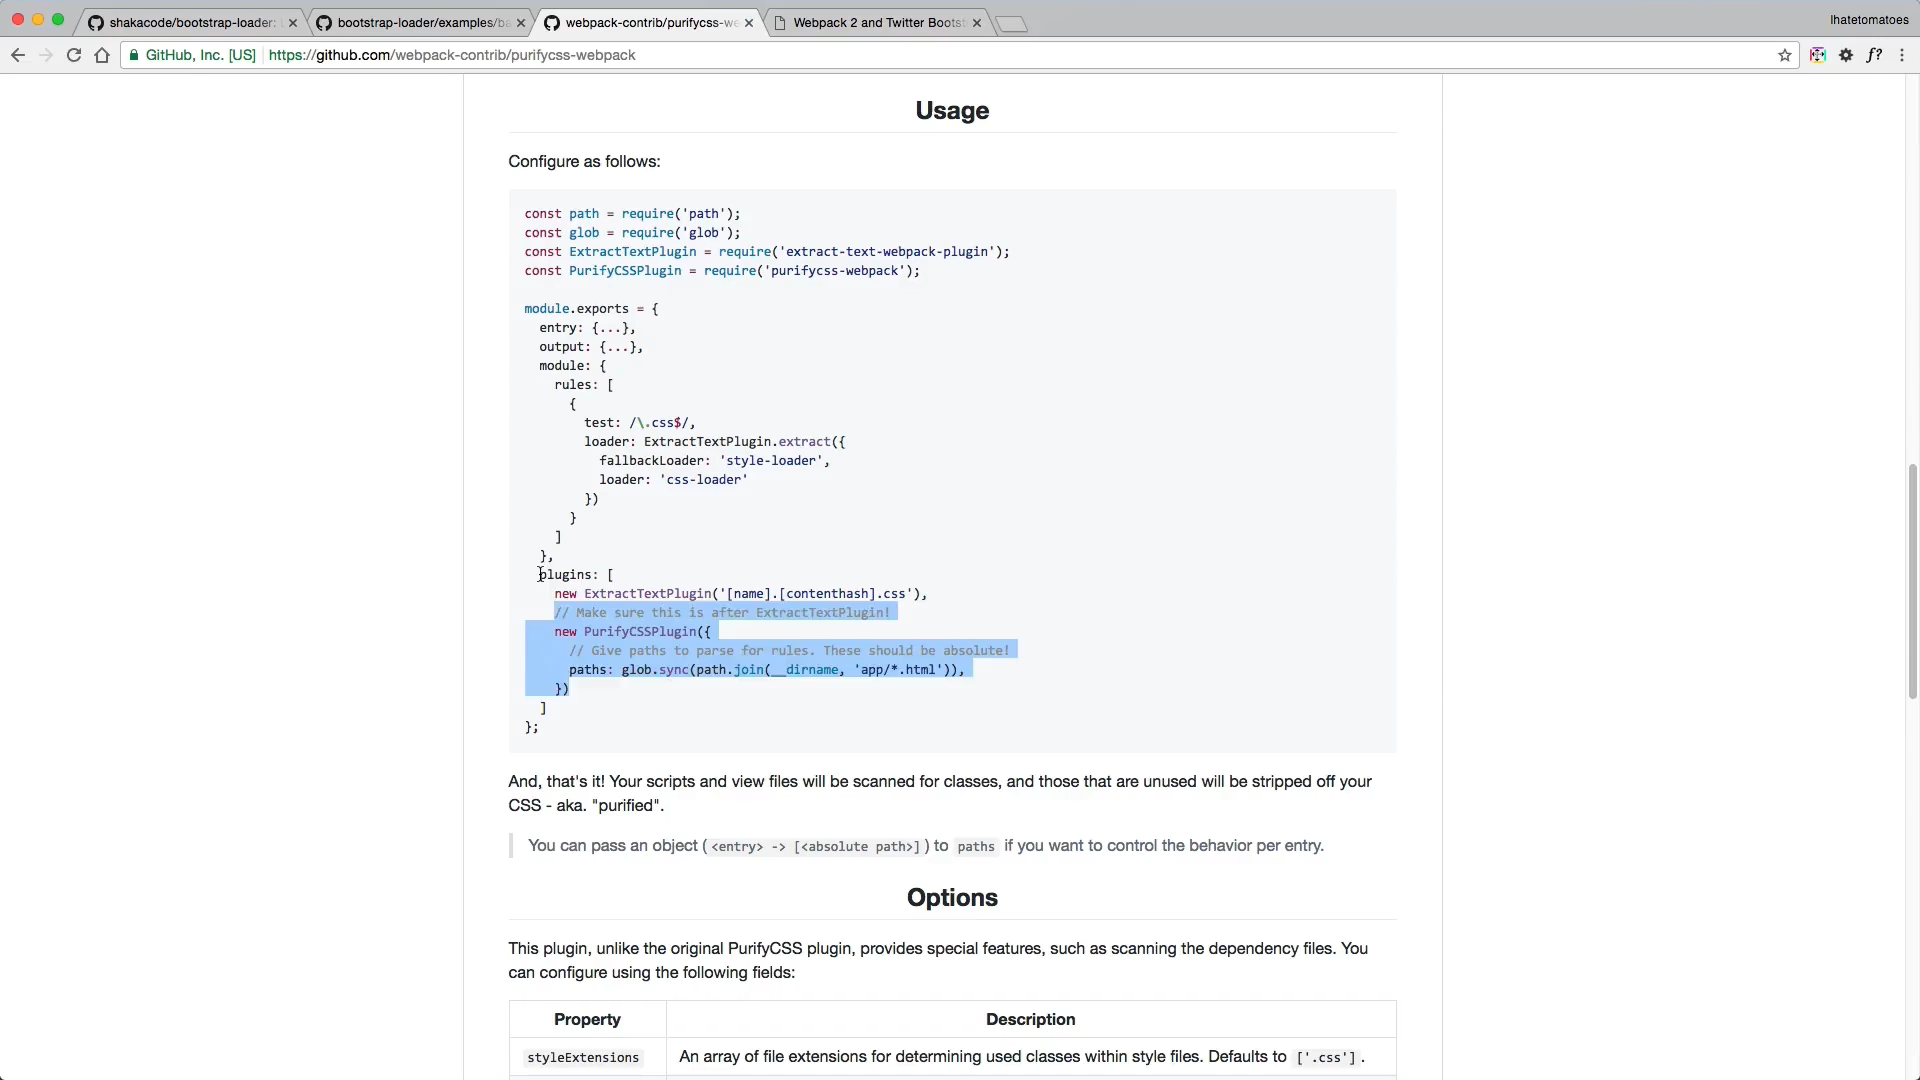 shakacode/bootstrap-loader:
bootstrap-loader/examples/ba
webpack-contrib/purifycss-we
Webpack 2 and Twitter Bootst
Ihatetomatoes
GitHub, Inc. [US]
https://github.com/webpack-contrib/purifycss-webpack
f?
Usage
Configure as follows:
const path = require('path');
const glob = require('glob');
const ExtractTextPlugin = require('extract-text-webpack-plugin');
const PurifyCSSPlugin = require('purifycss-webpack');
module.exports = {
entry: {...},
output: {...},
module: {
rules: [
{
test: /\.css$/,
loader: ExtractTextPlugin.extract({
fallbackLoader: 'style-loader',
loader: 'css-loader'
})
}
]
},
plugins: [
new ExtractTextPlugin('[name].[contenthash].css'),
// Make sure this is after ExtractTextPlugin!
new PurifyCSSPlugin({
// Give paths to parse for rules. These should be absolute!
paths: glob.sync(path.join(__dirname, 'app/*.html')),
})
]
};
And, that's it! Your scripts and view files will be scanned for classes, and those that are unused will be stripped off your
CSS - aka. "purified".
You can pass an object (<entry> -> [<absolute path>]) to paths if you want to control the behavior per entry.
Options
This plugin, unlike the original PurifyCSS plugin, provides special features, such as scanning the dependency files. You
can configure using the following fields:
Property Description
styleExtensions An array of file extensions for determining used classes within style files. Defaults to ['.css'].